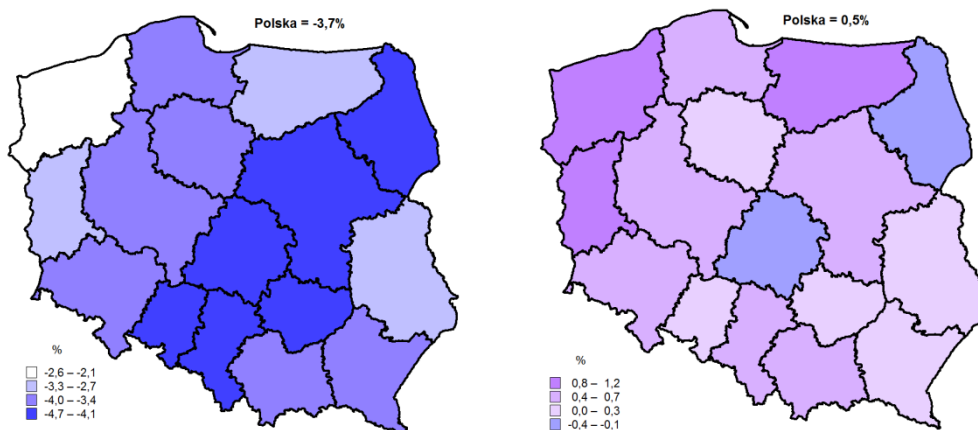 Polska = -3,7%
%
-2,6 – -2,1
-3,3 – -2,7
-4,0 – -3,4
-4,7 – -4,1
Polska = 0,5%
%
0,8 – 1,2
0,4 – 0,7
0,0 – 0,3
-0,4 – -0,1